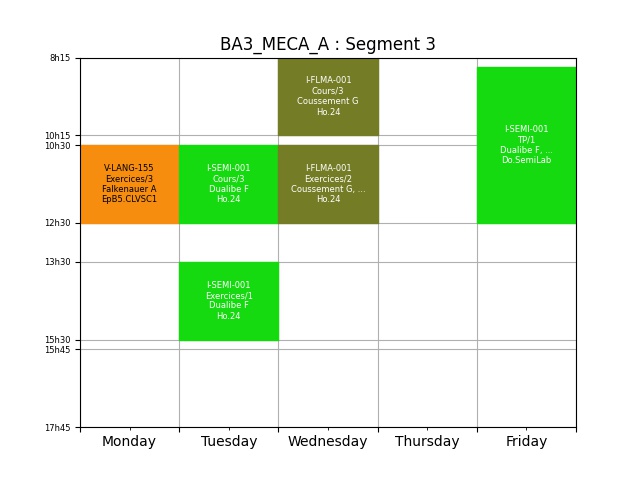 BA3_MECA_A : Segment 3
8h15
10h15
10h30
12h30
13h30
15h30
15h45
17h45
V-LANG-155
Exercices/3
Falkenauer A
EpB5.CLVSC1
I-SEMI-001
Cours/3
Dualibe F
Ho.24
I-SEMI-001
Exercices/1
Dualibe F
Ho.24
I-FLMA-001
Cours/3
Coussement G
Ho.24
I-FLMA-001
Exercices/2
Coussement G, ...
Ho.24
I-SEMI-001
TP/1
Dualibe F, ...
Do.SemiLab
Monday
Tuesday
Wednesday
Thursday
Friday